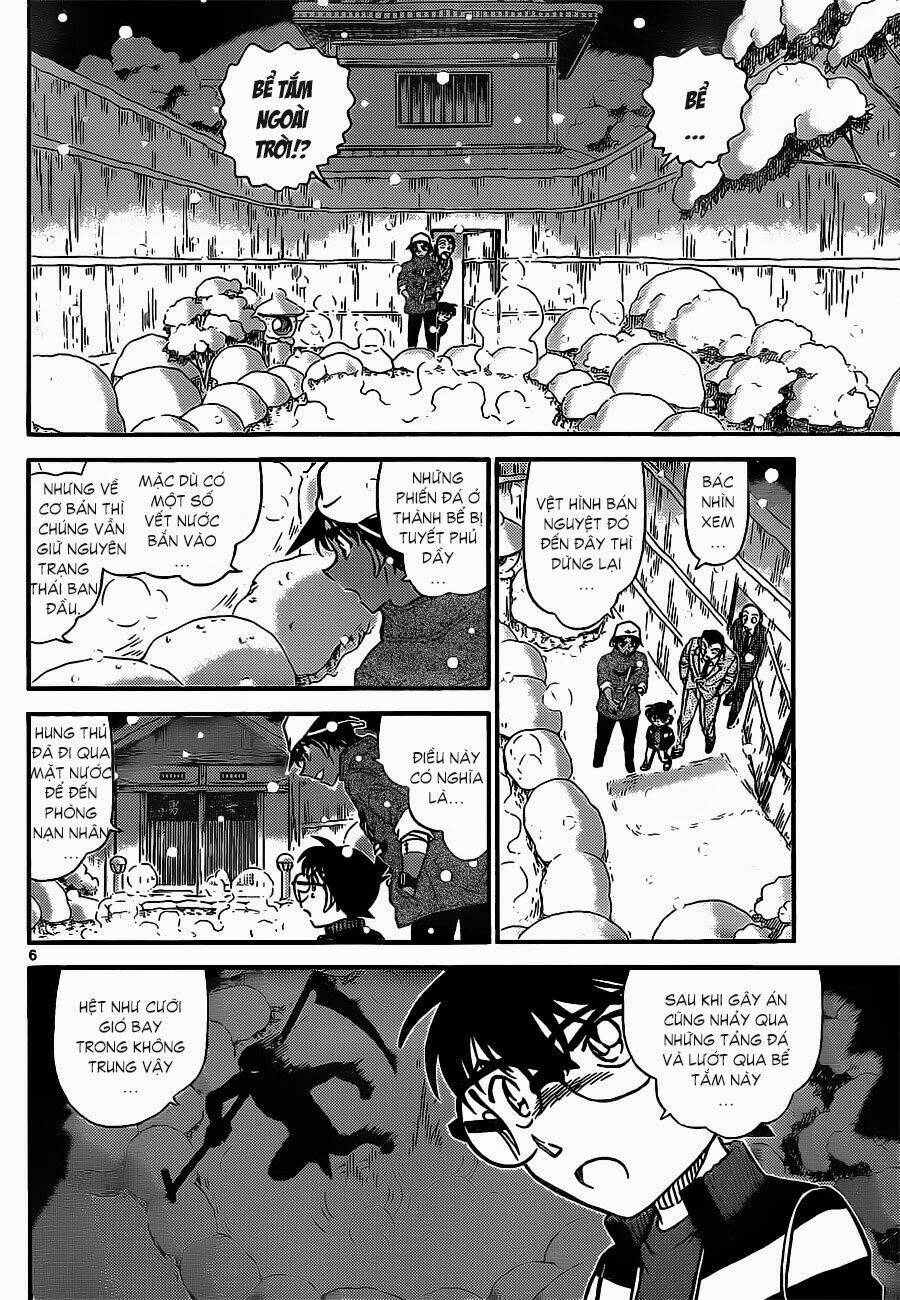 BỂ
...
BỂ TẮM
NGOÀI
TRỜI!?
BÁC
NHÌN
XEM
...
VỆT HÌNH BÁN
NGUYỆT ĐÓ
ĐẾN ĐÂY THÌ
DỪNG LẠI
...
NHỮNG
PHIẾN ĐÁ Ở
THÀNH BỂ BỊ
TUYẾT PHỦ
DẦY
...
MẶC DÙ CÓ
MỘT SỐ
VẾT NƯỚC
BẮN VÀO
...
NHƯNG VỀ
CƠ BẢN THÌ
CHÚNG VẪN
GIỮ NGUYÊN
TRẠNG
THÁI BAN
ĐẦU.
ĐIỀU NÀY
CÓ NGHĨA
LÀ...
HUNG THỦ
ĐÃ ĐI QUA
MẶT NƯỚC
ĐỂ ĐẾN
PHÒNG
NẠN NHÂN
...
6
SAU KHI GÂY ÁN
CŨNG NHẢY QUA
NHỮNG TẢNG ĐÁ
VÀ LƯỚT QUA BỂ
TẮM NÀY
...
HỆT NHƯ CƯỠI
GIÓ BAY
TRONG KHÔNG
TRUNG VẬY
...